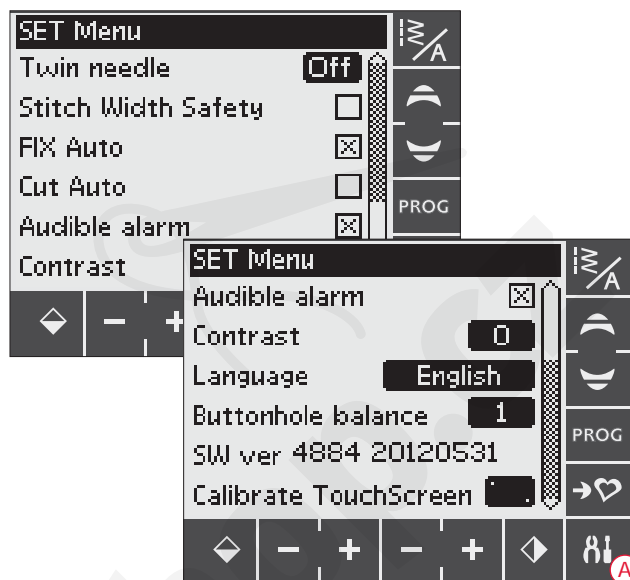 SET Menu
Twin needle Off
Stitch Width Safety
FIX Auto
Cut Auto
Audible alarm
Contrast
A
PROG
SET Menu
Audible alarm
Contrast 0
Language English
Buttonhole balance 1
SW ver 4884 20120531
Calibrate TouchScreen
A
PROG
A